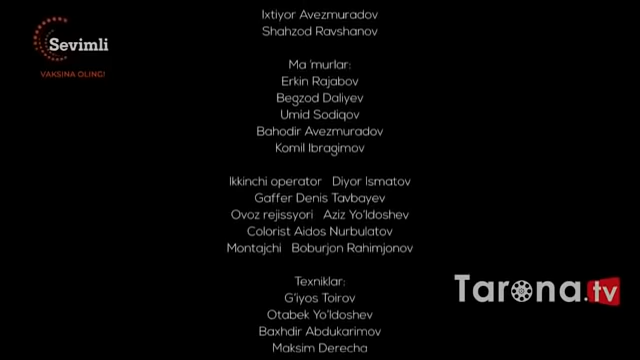 Sevimli
VAKSINA OLING!
Ixtiyor Avezmuradov
Shahzod Ravshanov
Ma 'murlar:
Erkin Rajabov
Begzod Daliyev
Umid Sodiqov
Bahodir Avezmuradov
Komil Ibragimov
Ikkinchi operator Diyor Ismatov
Gaffer Denis Tavbayev
Ovoz rejissyori Aziz Yo'ldoshev
Colorist Aidos Nurbulatov
Montajchi Boburjon Rahimjonov
Texniklar:
G'iyos Toirov
Otabek Yo'ldoshev
Baxhdir Abdukarimov
Maksim Derecha
Tarona.tv